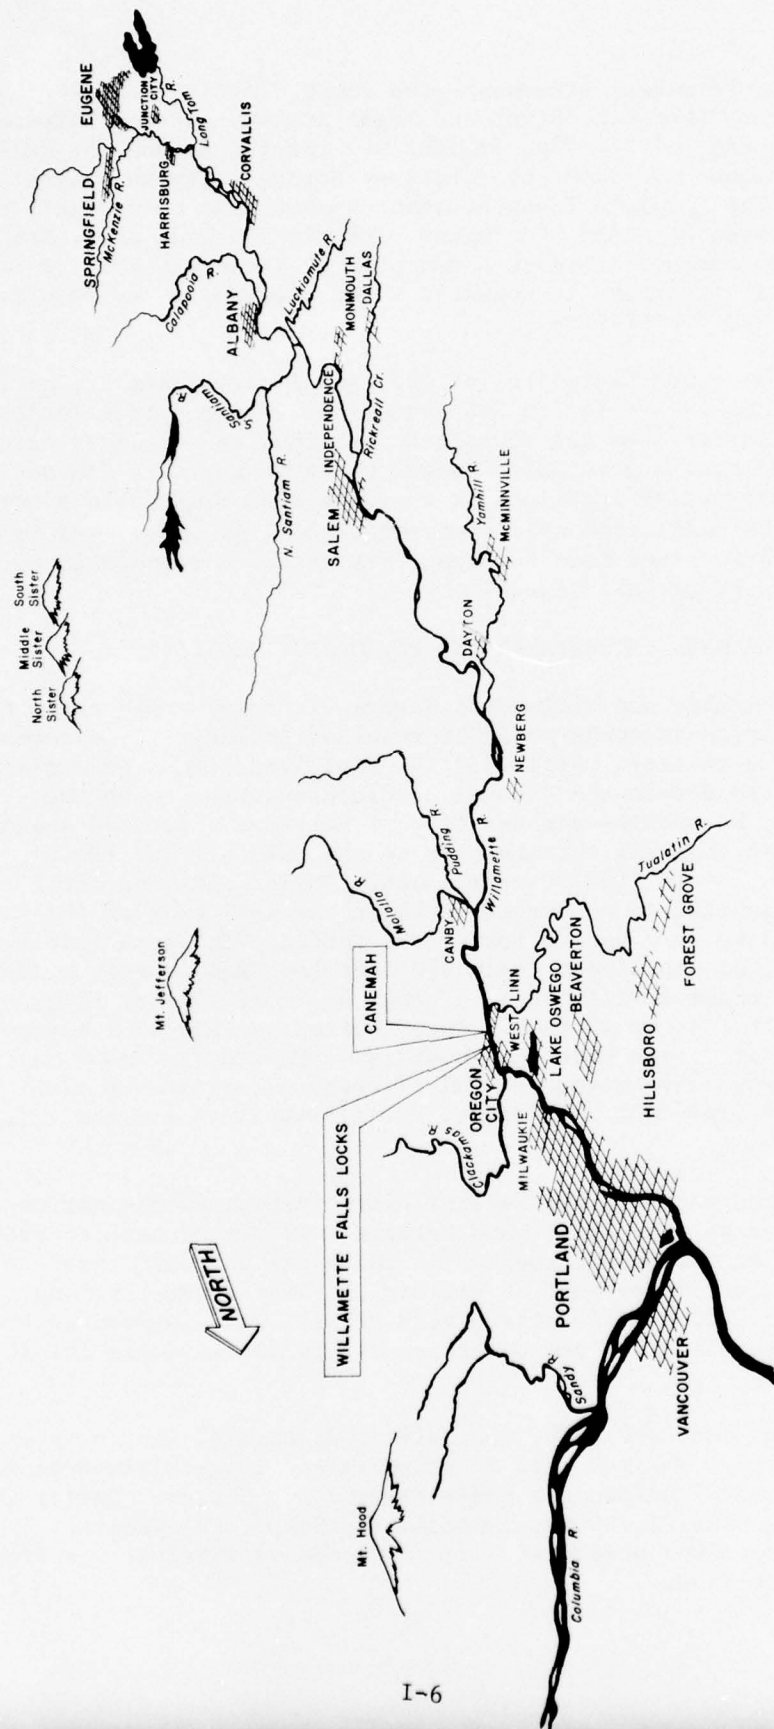 EUGENE
JUNCTION
CITY
Long Tom R.
SPRINGFIELD
McKenzie R.
HARRISBURG
CORVALLIS
Calapooia R.
ALBANY
Luckiamute R.
MONMOUTH
DALLAS
S. Santiam R.
INDEPENDENCE
Rickreall Cr.
N. Santiam R.
SALEM
Yamhill R.
McMINNVILLE
DAYTON
South
Sister
Middle
Sister
North
Sister
NEWBERG
Pudding R.
Willamette R.
Molalla R.
CANBY
Tualatin R.
FOREST GROVE
Mt. Jefferson
CANEMAH
WEST LINN
LAKE OSWEGO
BEAVERTON
HILLSBORO
OREGON
CITY
MILWAUKIE
Clackamas R.
WILLAMETTE FALLS LOCKS
NORTH
PORTLAND
VANCOUVER
Sandy R.
Mt. Hood
Columbia R.
I-6